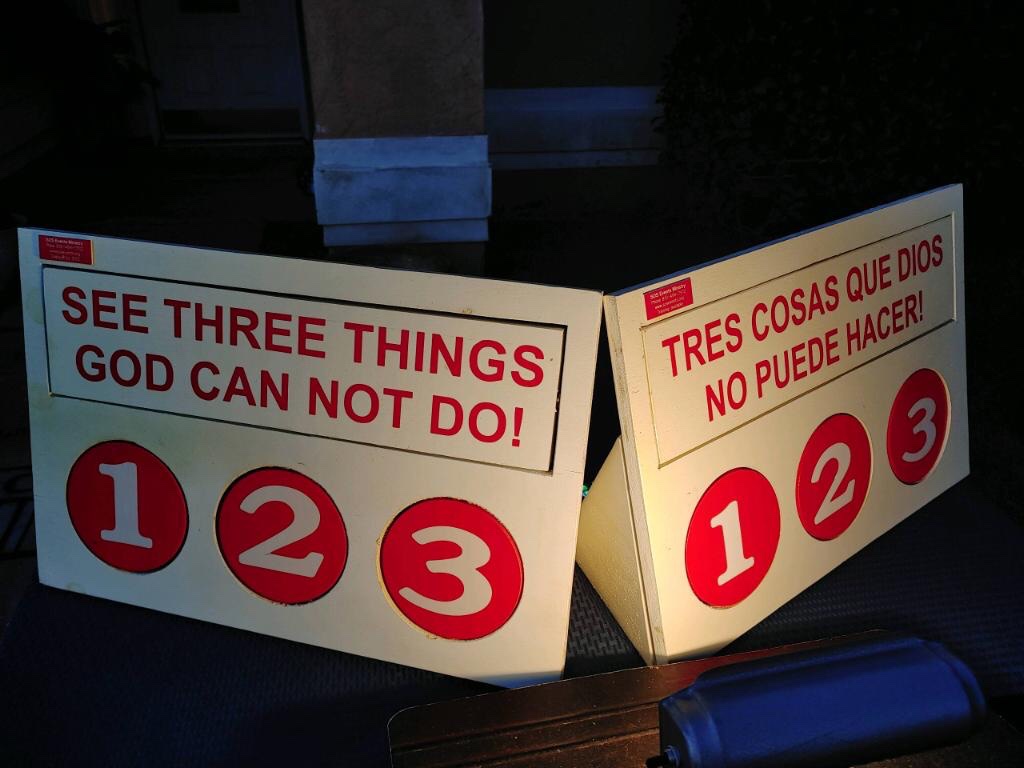 SEE THREE THINGS
GOD CAN NOT DO!
1 2 3
TRES COSAS QUE DIOS
NO PUEDE HACER!
1 2 3